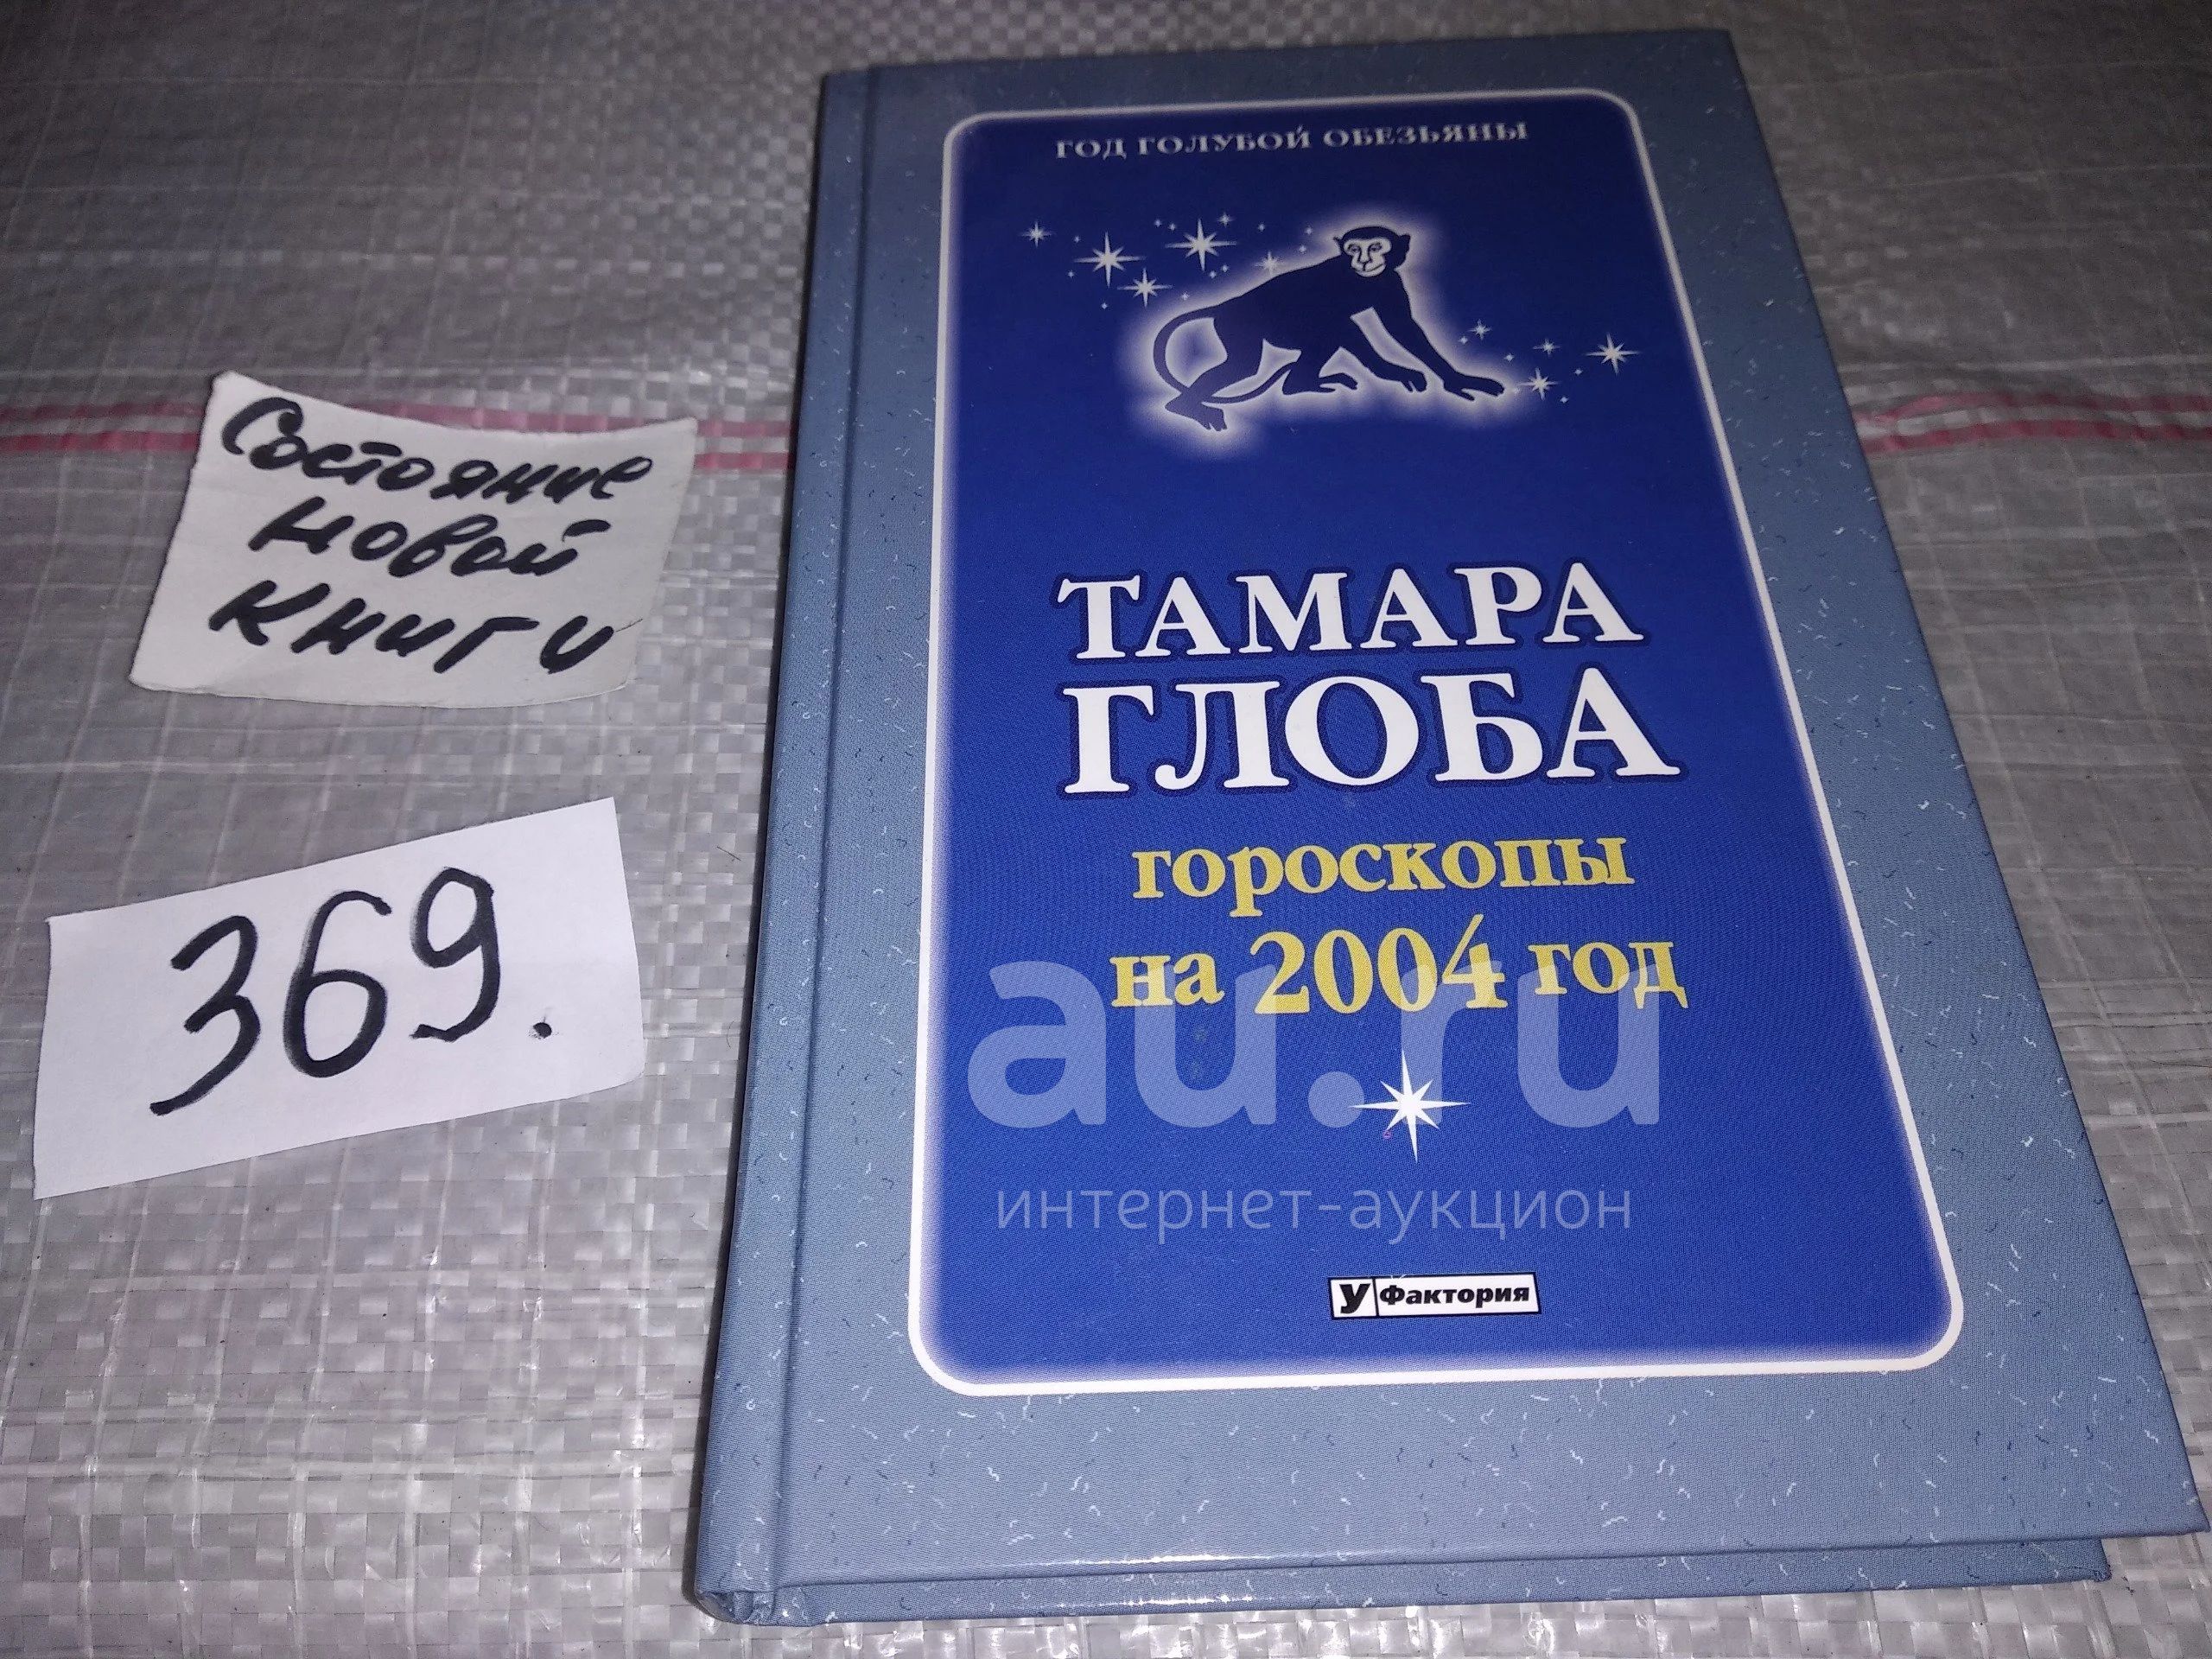 Состояние
новой
книги
369.
ГОД ГОЛУБОЙ ОБЕЗЬЯНЫ
ТАМАРА
ГЛОБА
гороскопы
на 2004 год
au.ru
интернет-аукцион
У Фактория